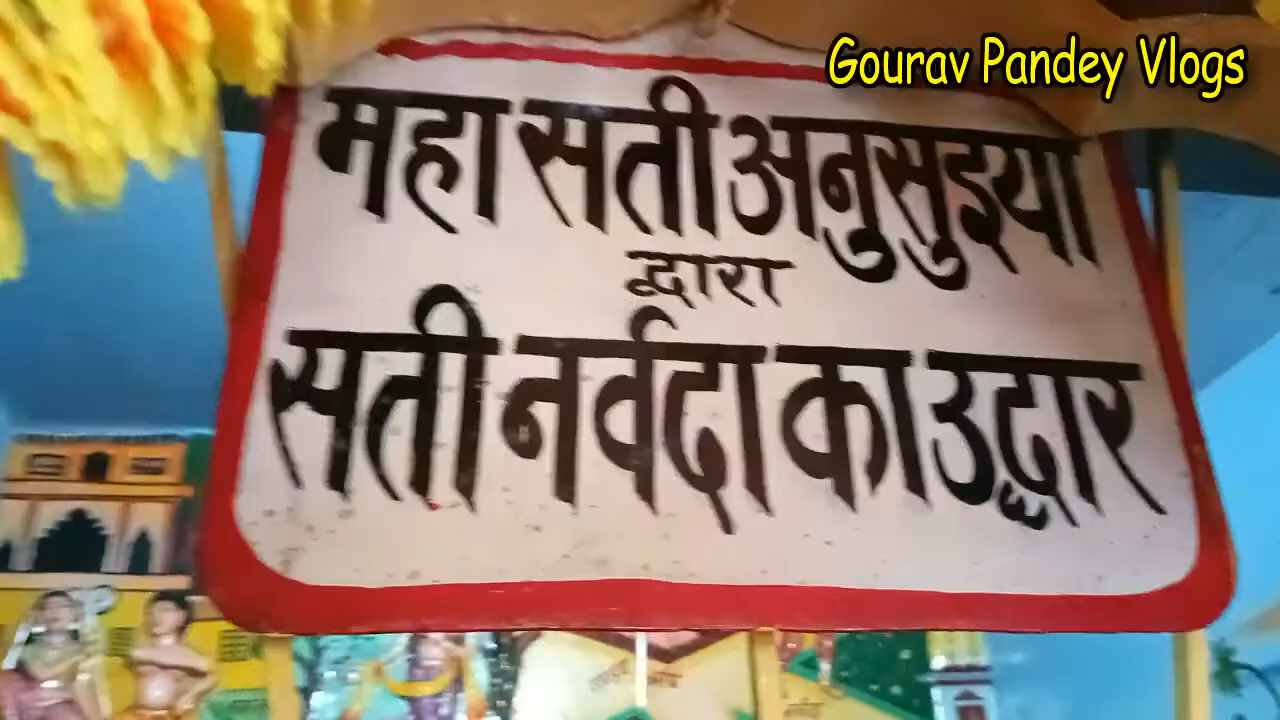 Gourav Pandey Vlogs
महा सती अनुसुइया
द्वारा
सती नर्वदा का उद्धार